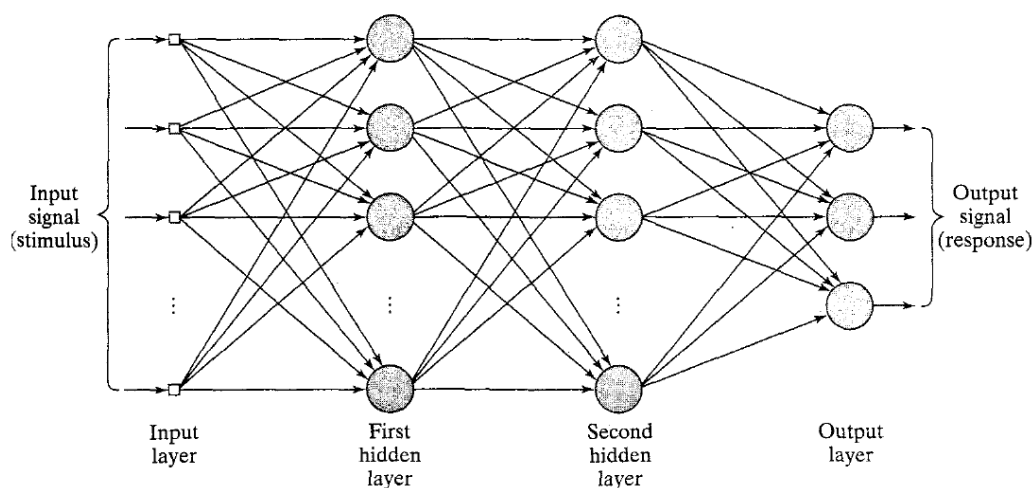 Input
signal
(stimulus)
Output
signal
(response)
Input
layer
First
hidden
layer
Second
hidden
layer
Output
layer